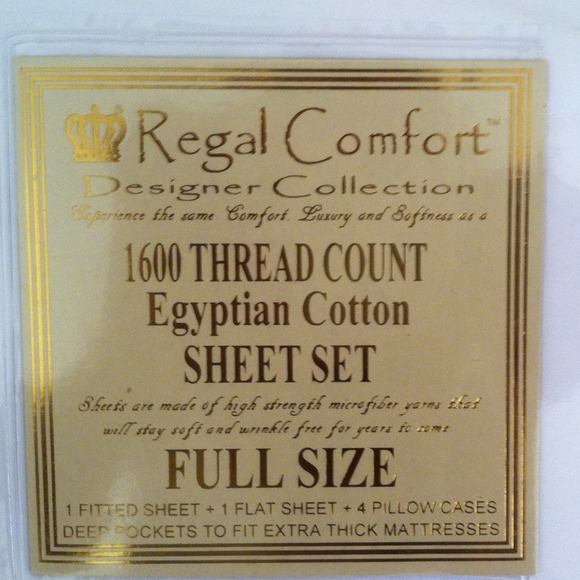 Regal Comfort™
Designer Collection
Experience the same Comfort, Luxury and Softness as a
1600 THREAD COUNT
Egyptian Cotton
SHEET SET
Sheets are made of high strength microfiber yarns that
will stay soft and wrinkle free for years to come
FULL SIZE
1 FITTED SHEET + 1 FLAT SHEET + 4 PILLOW CASES
DEEP POCKETS TO FIT EXTRA THICK MATTRESSES